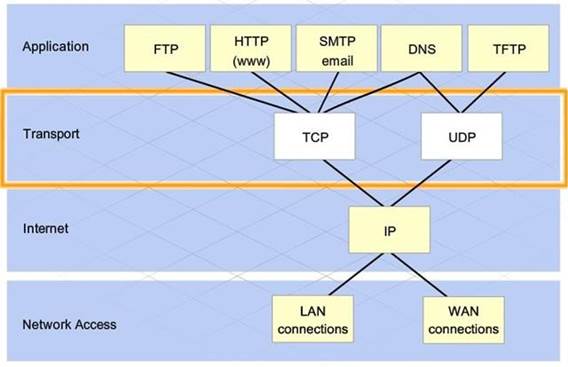 Application
FTP
HTTP
(www)
SMTP
email
DNS
TFTP
Transport
TCP
UDP
Internet
IP
Network Access
LAN
connections
WAN
connections